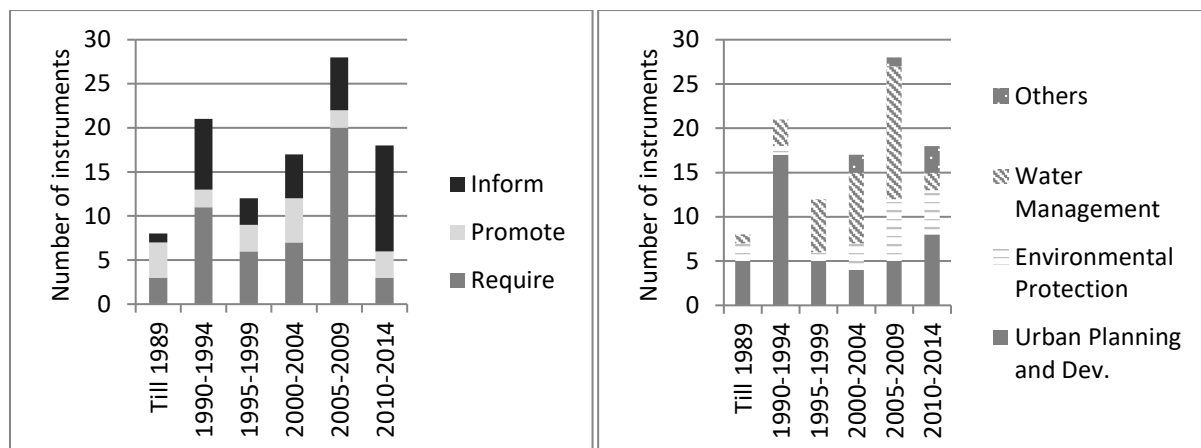 Number of instruments
30
25
20
15
10
5
0
Till 1989
1990-1994
1995-1999
2000-2004
2005-2009
2010-2014
Inform
Promote
Require
Number of instruments
30
25
20
15
10
5
0
Till 1989
1990-1994
1995-1999
2000-2004
2005-2009
2010-2014
Others
Water
Management
Environmental
Protection
Urban Planning
and Dev.